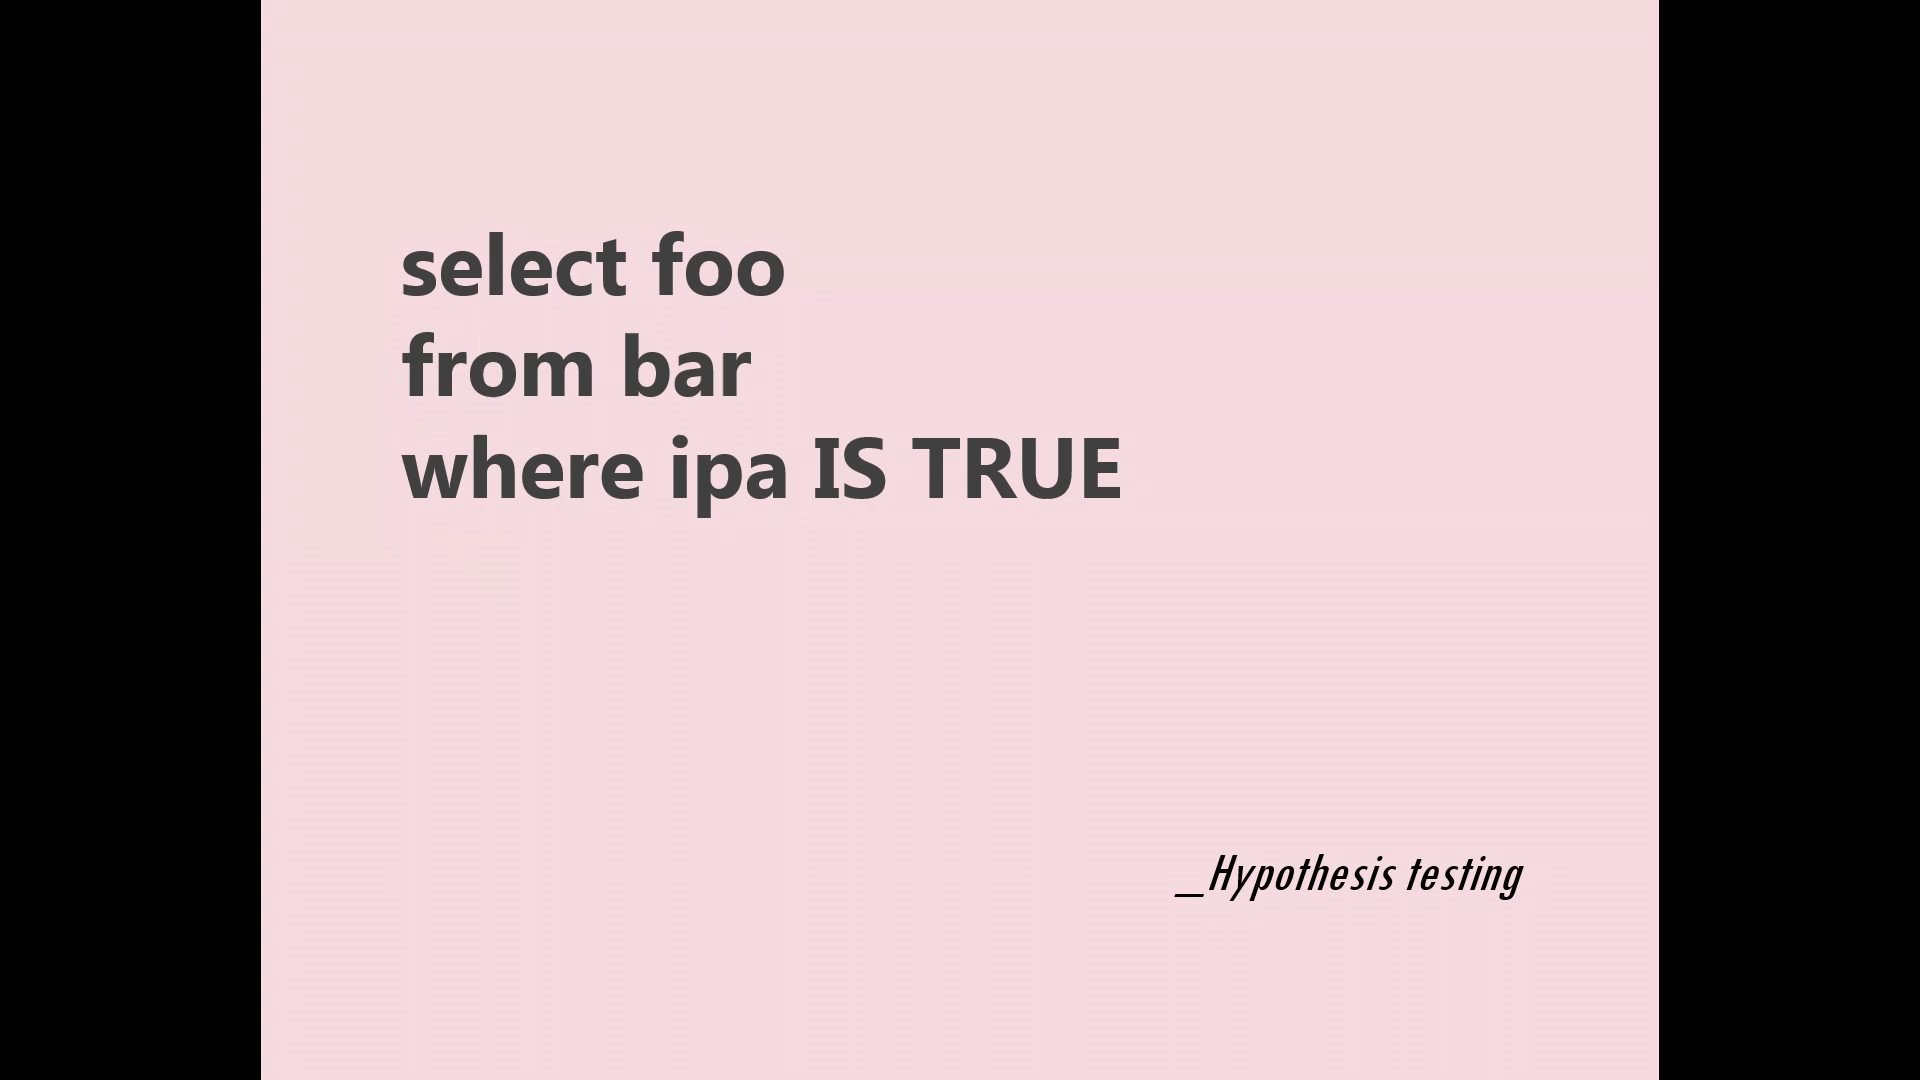 select foo
from bar
where ipa IS TRUE
_Hypothesis testing